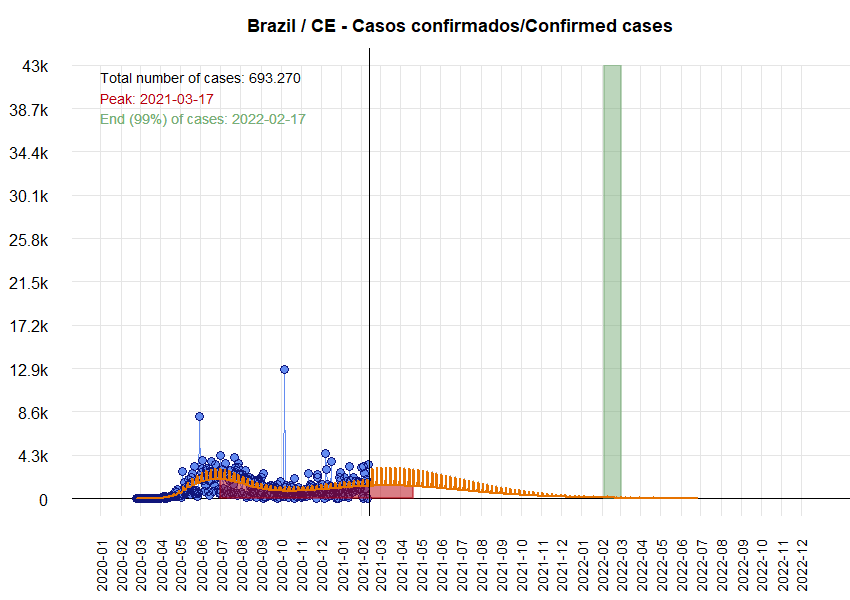 Brazil / CE - Casos confirmados/Confirmed cases
Total number of cases: 693.270
Peak: 2021-03-17
End (99%) of cases: 2022-02-17
43k
38.7k
34.4k
30.1k
25.8k
21.5k
17.2k
12.9k
8.6k
4.3k
0
2020-01
2020-02
2020-03
2020-04
2020-05
2020-06
2020-07
2020-08
2020-09
2020-10
2020-11
2020-12
2021-01
2021-02
2021-03
2021-04
2021-05
2021-06
2021-07
2021-08
2021-09
2021-10
2021-11
2021-12
2022-01
2022-02
2022-03
2022-04
2022-05
2022-06
2022-07
2022-08
2022-09
2022-10
2022-11
2022-12